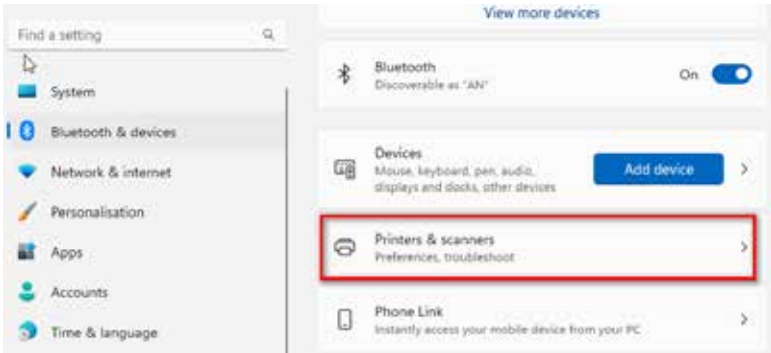 Find a setting
System
Bluetooth & devices
Network & internet
Personalisation
Apps
Accounts
Time & language
View more devices
Bluetooth
Discoverable as "AN"
On
Devices
Mouse, keyboard, pen, audio,
displays and docks, other devices
Add device
Printers & scanners
Preferences, troubleshoot
Phone Link
Instantly access your mobile device from your PC